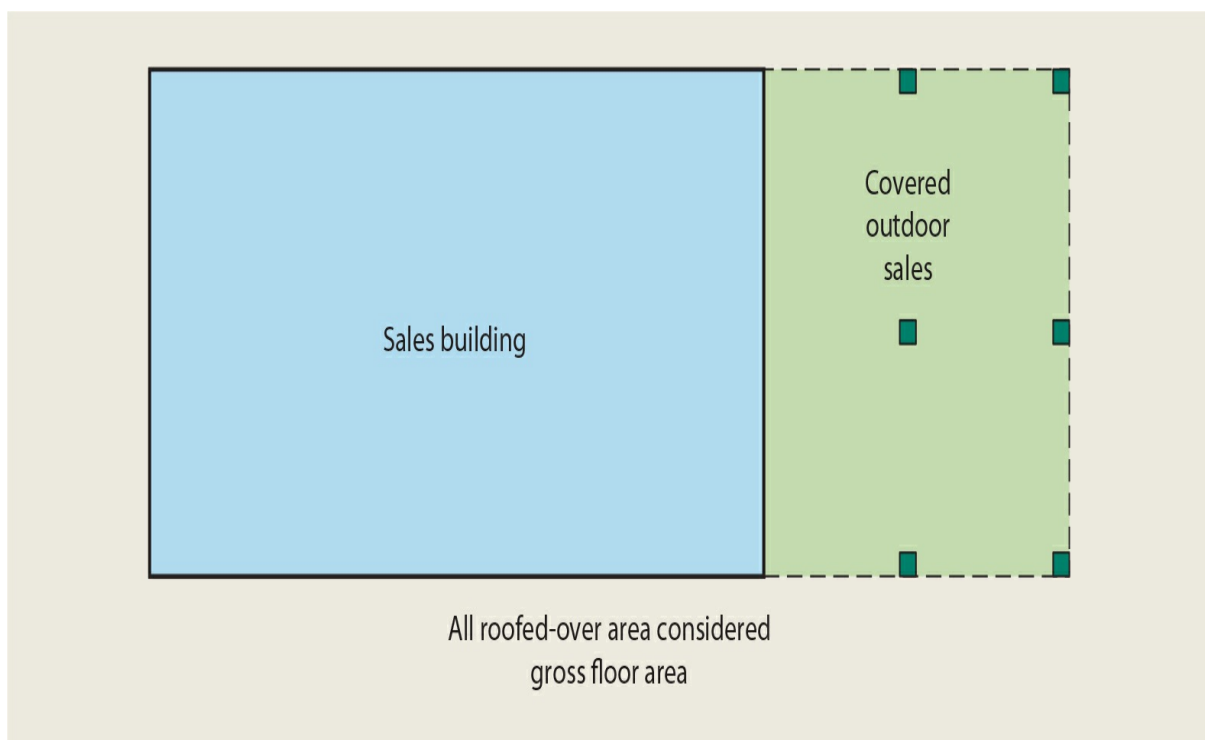 Covered
outdoor
sales
Sales building
All roofed-over area considered
gross floor area